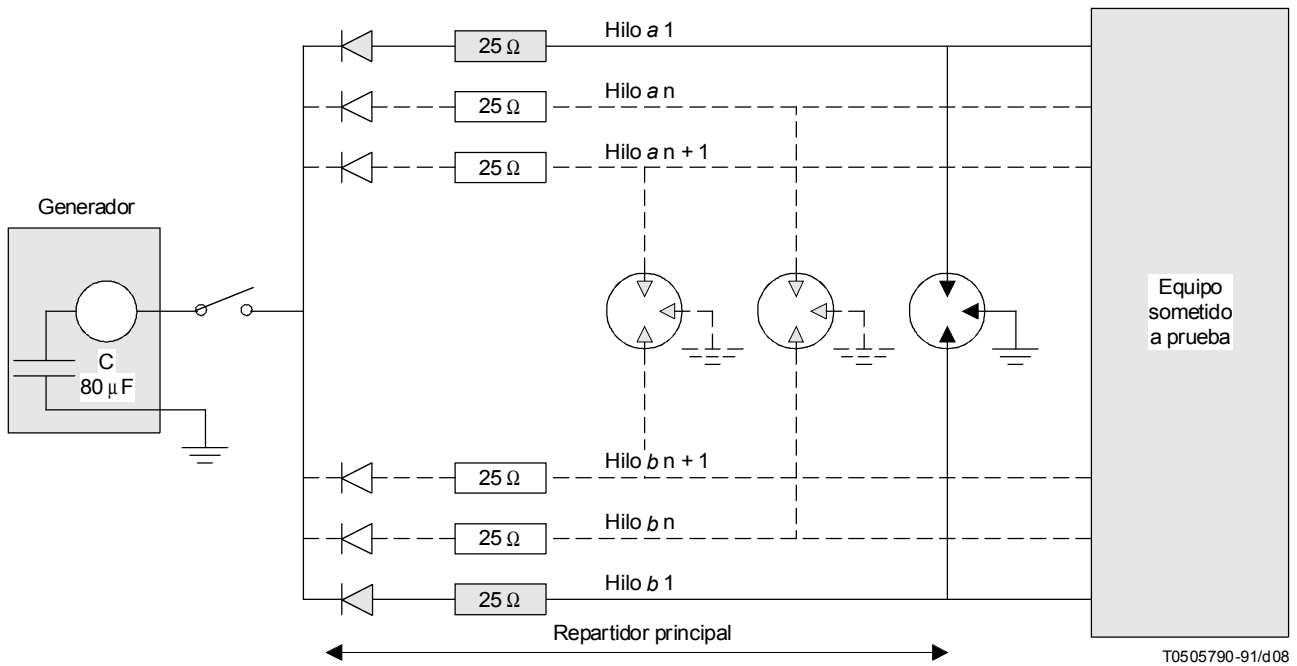 Hilo a 1
25 Ω
Hilo a n
25 Ω
Hilo a n + 1
25 Ω
Generador
C
80 μF
Equipo
sometido
a prueba
Hilo b n + 1
25 Ω
Hilo b n
25 Ω
Hilo b 1
25 Ω
Repartidor principal
T0505790-91/d08